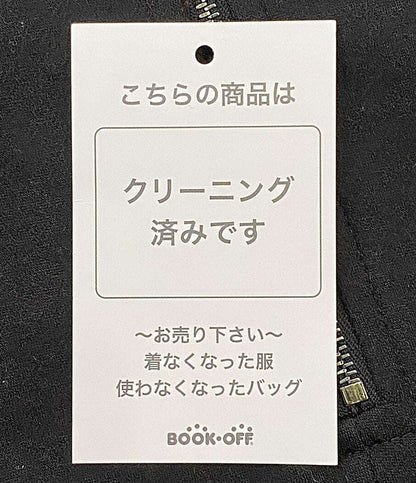 こちらの商品は
クリーニング
済みです
～お売り下さい～
着なくなった服
使わなくなったバッグ
BOOK・OFF